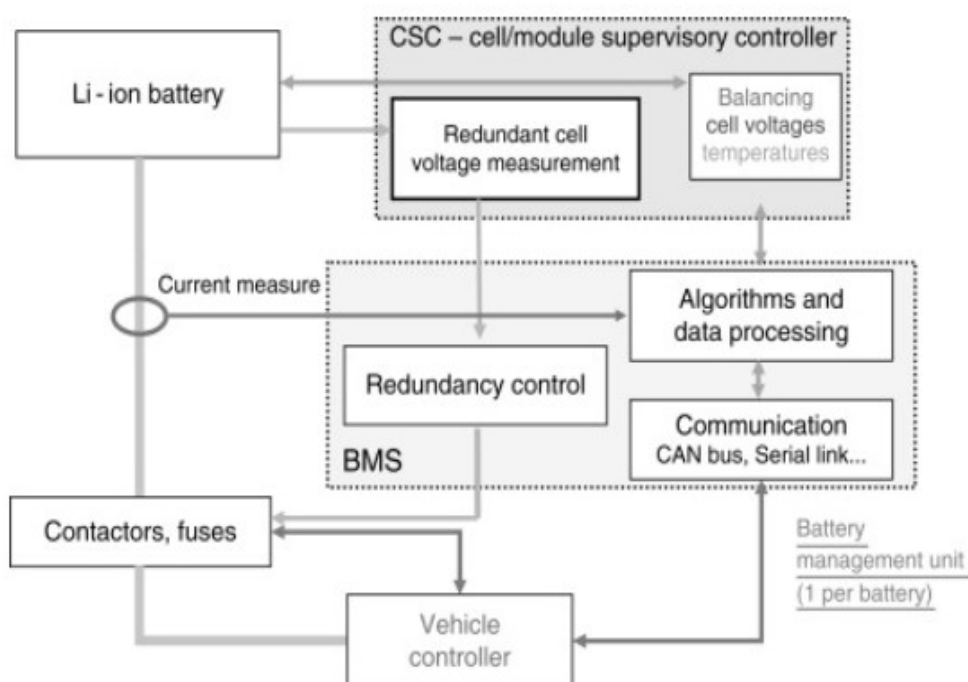 CSC – cell/module supervisory controller
Li-ion battery
Balancing
cell voltages
temperatures
Redundant cell
voltage measurement
Current measure
Algorithms and
data processing
Redundancy control
Communication
CAN bus, Serial link...
BMS
Contactors, fuses
Battery
management unit
(1 per battery)
Vehicle
controller